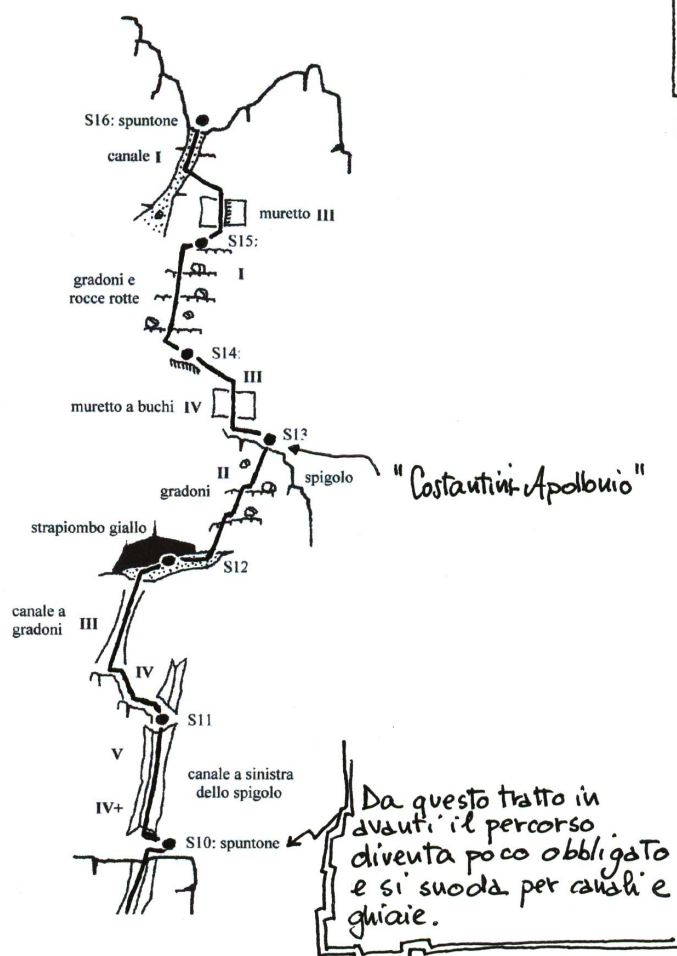 S16: spuntone
canale I
muretto III
S15:
I
gradoni e
rocce rotte
S14:
III
muretto a buchi IV
S13
"Costantini-Apollonio"
II
spigolo
gradoni
strapiombo giallo
S12
canale a
gradoni III
IV
S11
V
canale a sinistra
dello spigolo
IV+
S10: spuntone
Da questo tratto in
avanti il percorso
diventa poco obbligato
e si snoda per canali e
ghiaie.